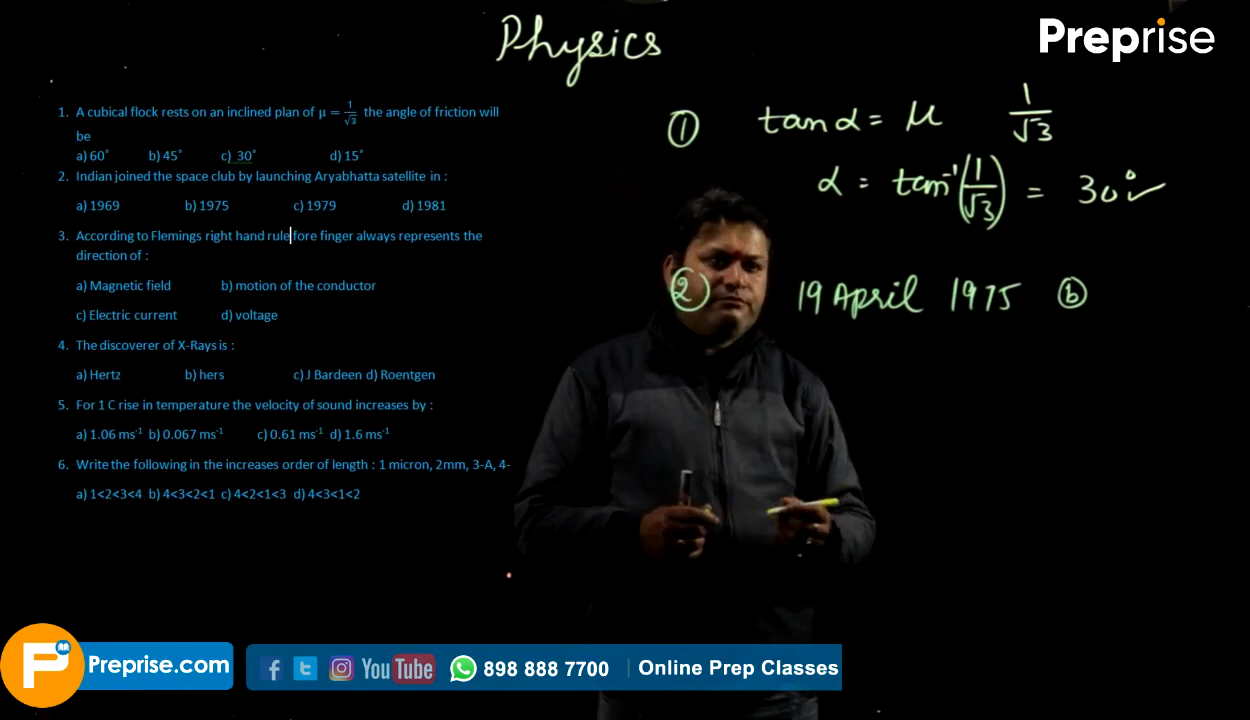 Physics
Preprise
1. A cubical flock rests on an inclined plan of μ = 1/√3 the angle of friction will
be
a) 60° b) 45° c) 30° d) 15°
2. Indian joined the space club by launching Aryabhatta satellite in :
a) 1969 b) 1975 c) 1979 d) 1981
3. According to Flemings right hand rule fore finger always represents the
direction of :
a) Magnetic field b) motion of the conductor
c) Electric current d) voltage
4. The discoverer of X-Rays is :
a) Hertz b) hers c) J Bardeen d) Roentgen
5. For 1 C rise in temperature the velocity of sound increases by :
a) 1.06 ms⁻¹ b) 0.067 ms⁻¹ c) 0.61 ms⁻¹ d) 1.6 ms⁻¹
6. Write the following in the increases order of length : 1 micron, 2mm, 3-A, 4-
a) 1<2<3<4 b) 4<3<2<1 c) 4<2<1<3 d) 4<3<1<2
① tan α = μ 1/√3
α = tan⁻¹(1/√3) = 30°
② 19 April 1975 ⓑ
Preprise.com
YouTube 898 888 7700 | Online Prep Classes